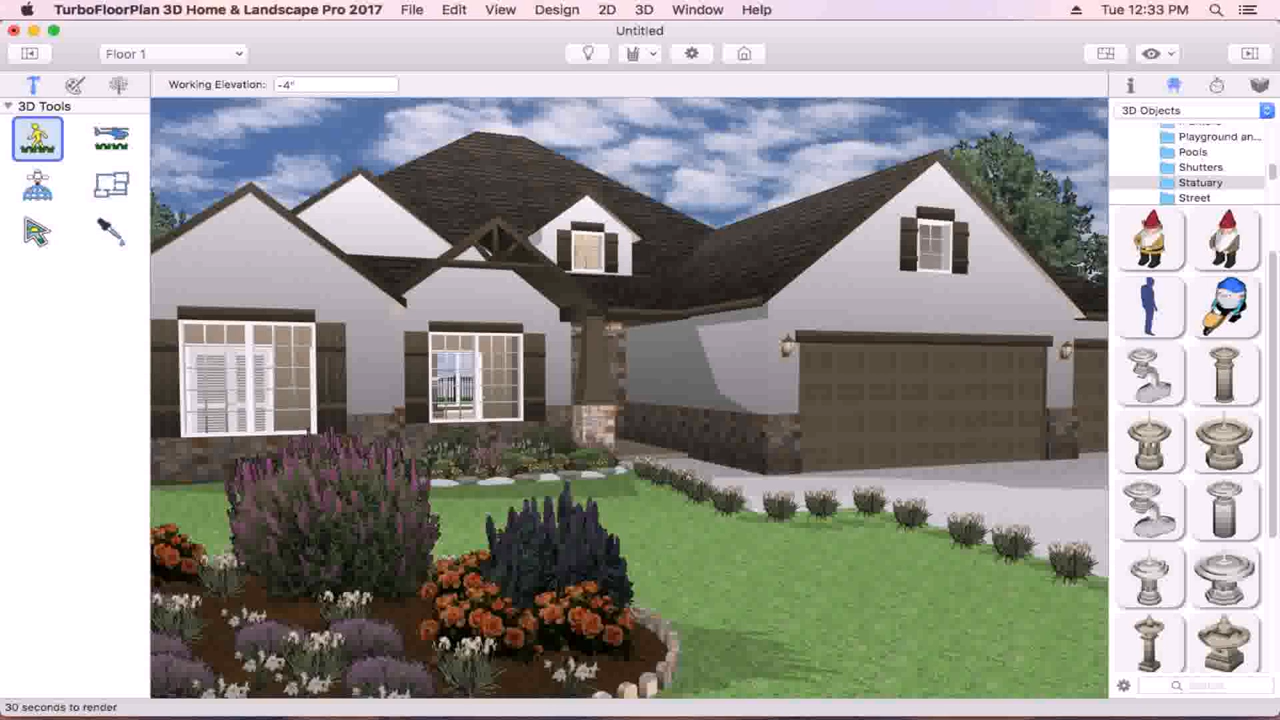 TurboFloorPlan 3D Home & Landscape Pro 2017 File Edit View Design 2D 3D Window Help Tue 12:33 PM
Untitled
Floor 1
Working Elevation: -4"
3D Tools
3D Objects
Playground an...
Pools
Shutters
Statuary
Street
30 seconds to render